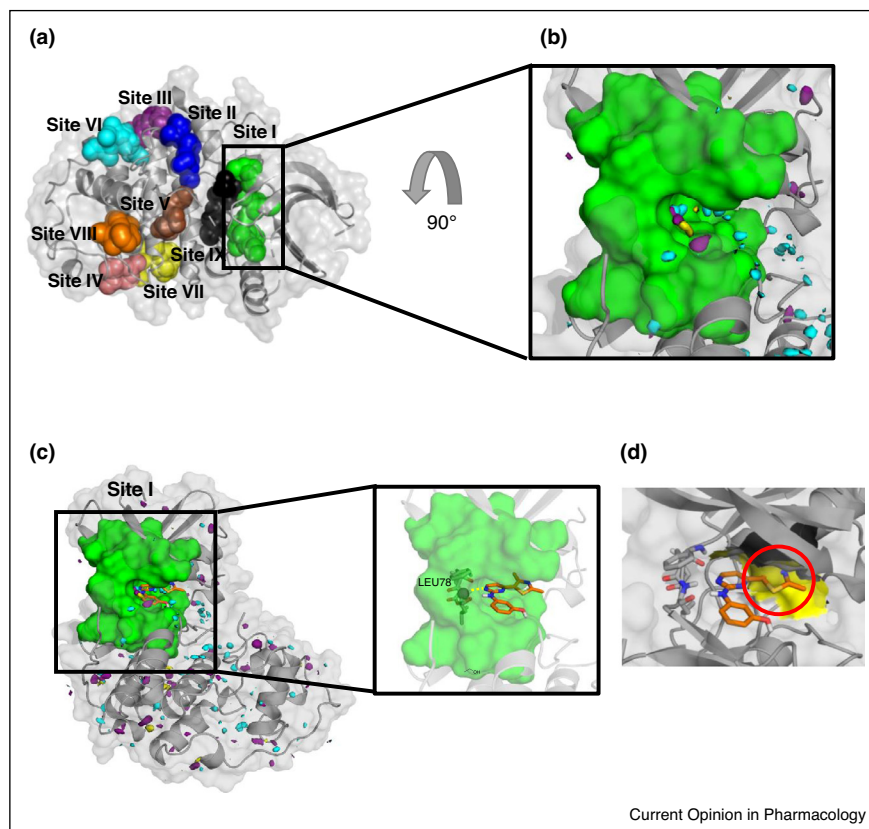 (a)
(b)
Site III
Site II
Site VI
Site I
Site V
Site VIII
Site IX
Site IV
Site VII
90°
(c)
(d)
Site I
LEU78
Current Opinion in Pharmacology